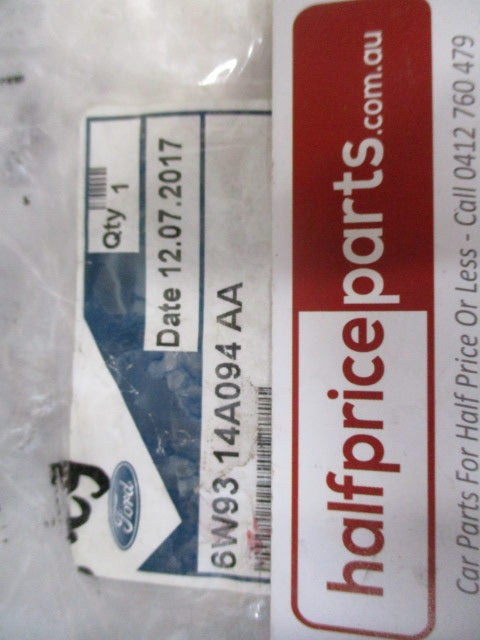 Qty 1
Date 12.07.2017
Ford
6W93 14A094 AA
halfpriceparts.com.au
Car Parts For Half Price Or Less - Call 0412 760 479